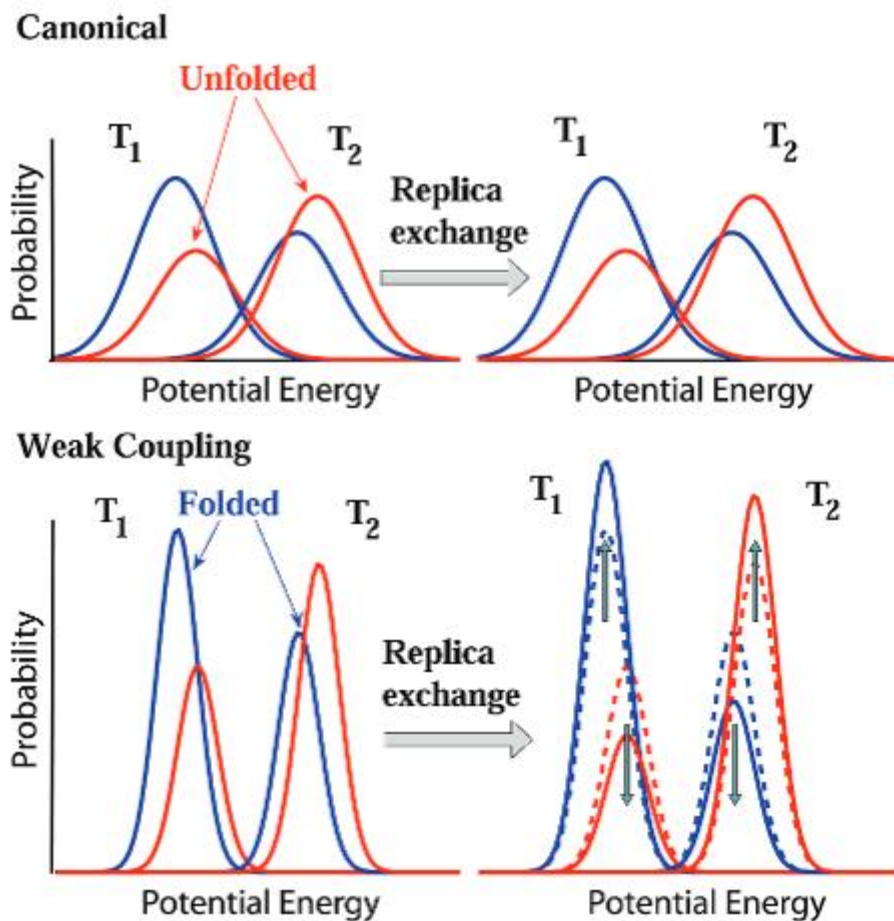 Canonical
Unfolded
T1
T2
Replica
exchange
T1
T2
Probability
Potential Energy
Potential Energy
Weak Coupling
T1
Folded
T2
Replica
exchange
T1
T2
Probability
Potential Energy
Potential Energy